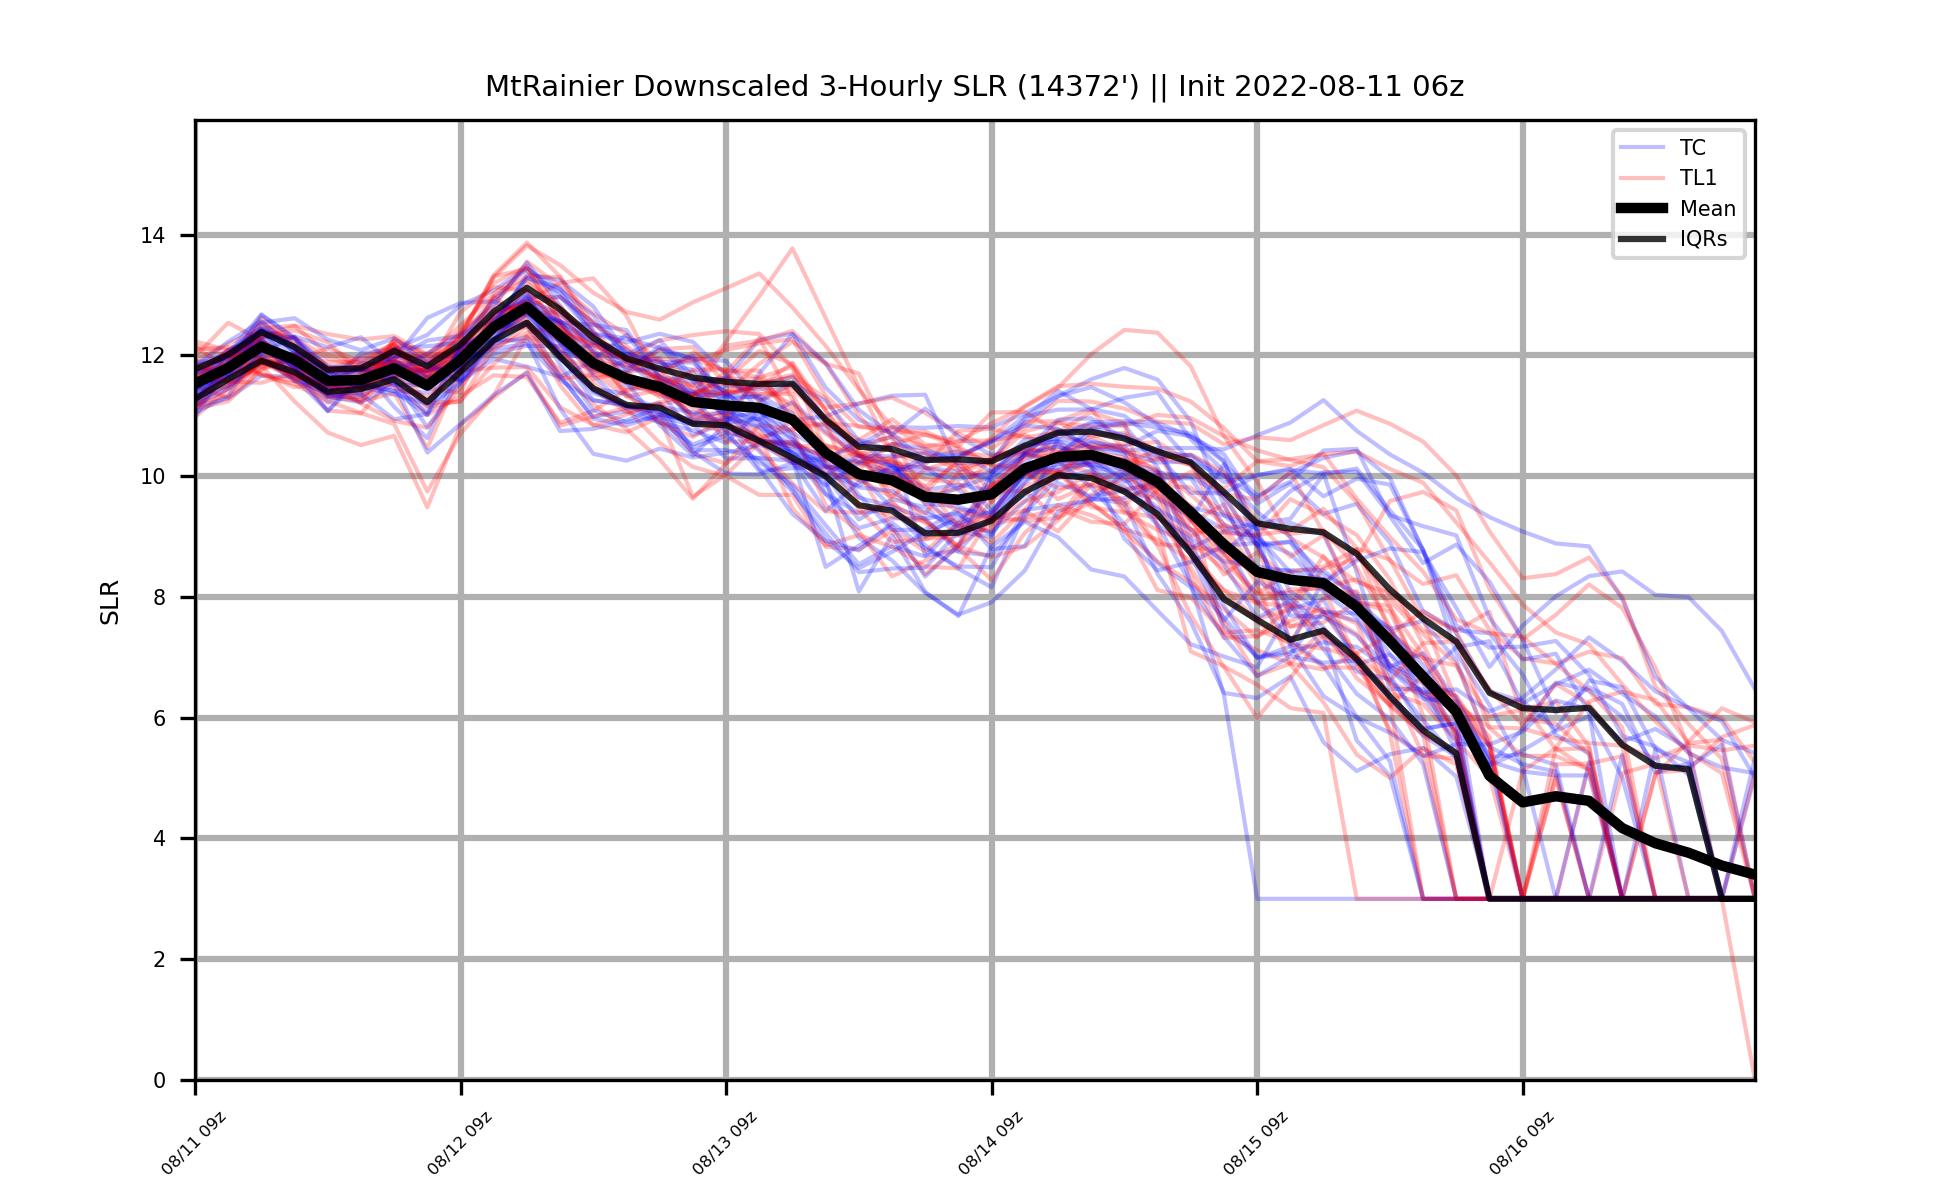 MtRainier Downscaled 3-Hourly SLR (14372') || Init 2022-08-11 06z
TC
TL1
Mean
IQRs
SLR
14
12
10
8
6
4
2
0
08/11 09z
08/12 09z
08/13 09z
08/14 09z
08/15 09z
08/16 09z